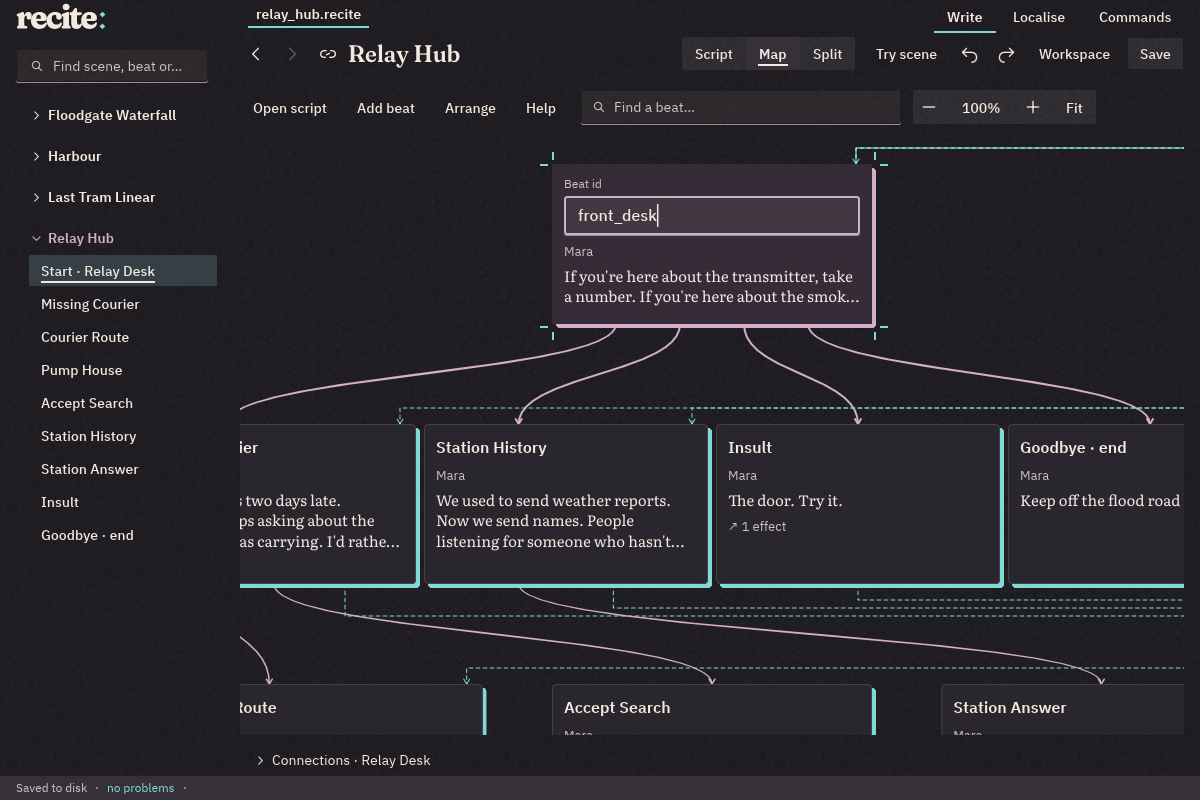 recite:
Find scene, beat or...
Floodgate Waterfall
Harbour
Last Tram Linear
Relay Hub
Start · Relay Desk
Missing Courier
Courier Route
Pump House
Accept Search
Station History
Station Answer
Insult
Goodbye · end
relay_hub.recite
Write
Localise
Commands
Relay Hub
Script
Map
Split
Try scene
Workspace
Save
Open script
Add beat
Arrange
Help
Find a beat...
100%
Fit
Beat id
front_desk
Mara
If you're here about the transmitter, take
a number. If you're here about the smok...
ier
s two days late.
ps asking about the
as carrying. I'd rathe...
Station History
Mara
We used to send weather reports.
Now we send names. People
listening for someone who hasn't...
Insult
Mara
The door. Try it.
↗ 1 effect
Goodbye · end
Mara
Keep off the flood road
Route
Accept Search
Mara
Station Answer
Mara
Connections · Relay Desk
Saved to disk · no problems ·